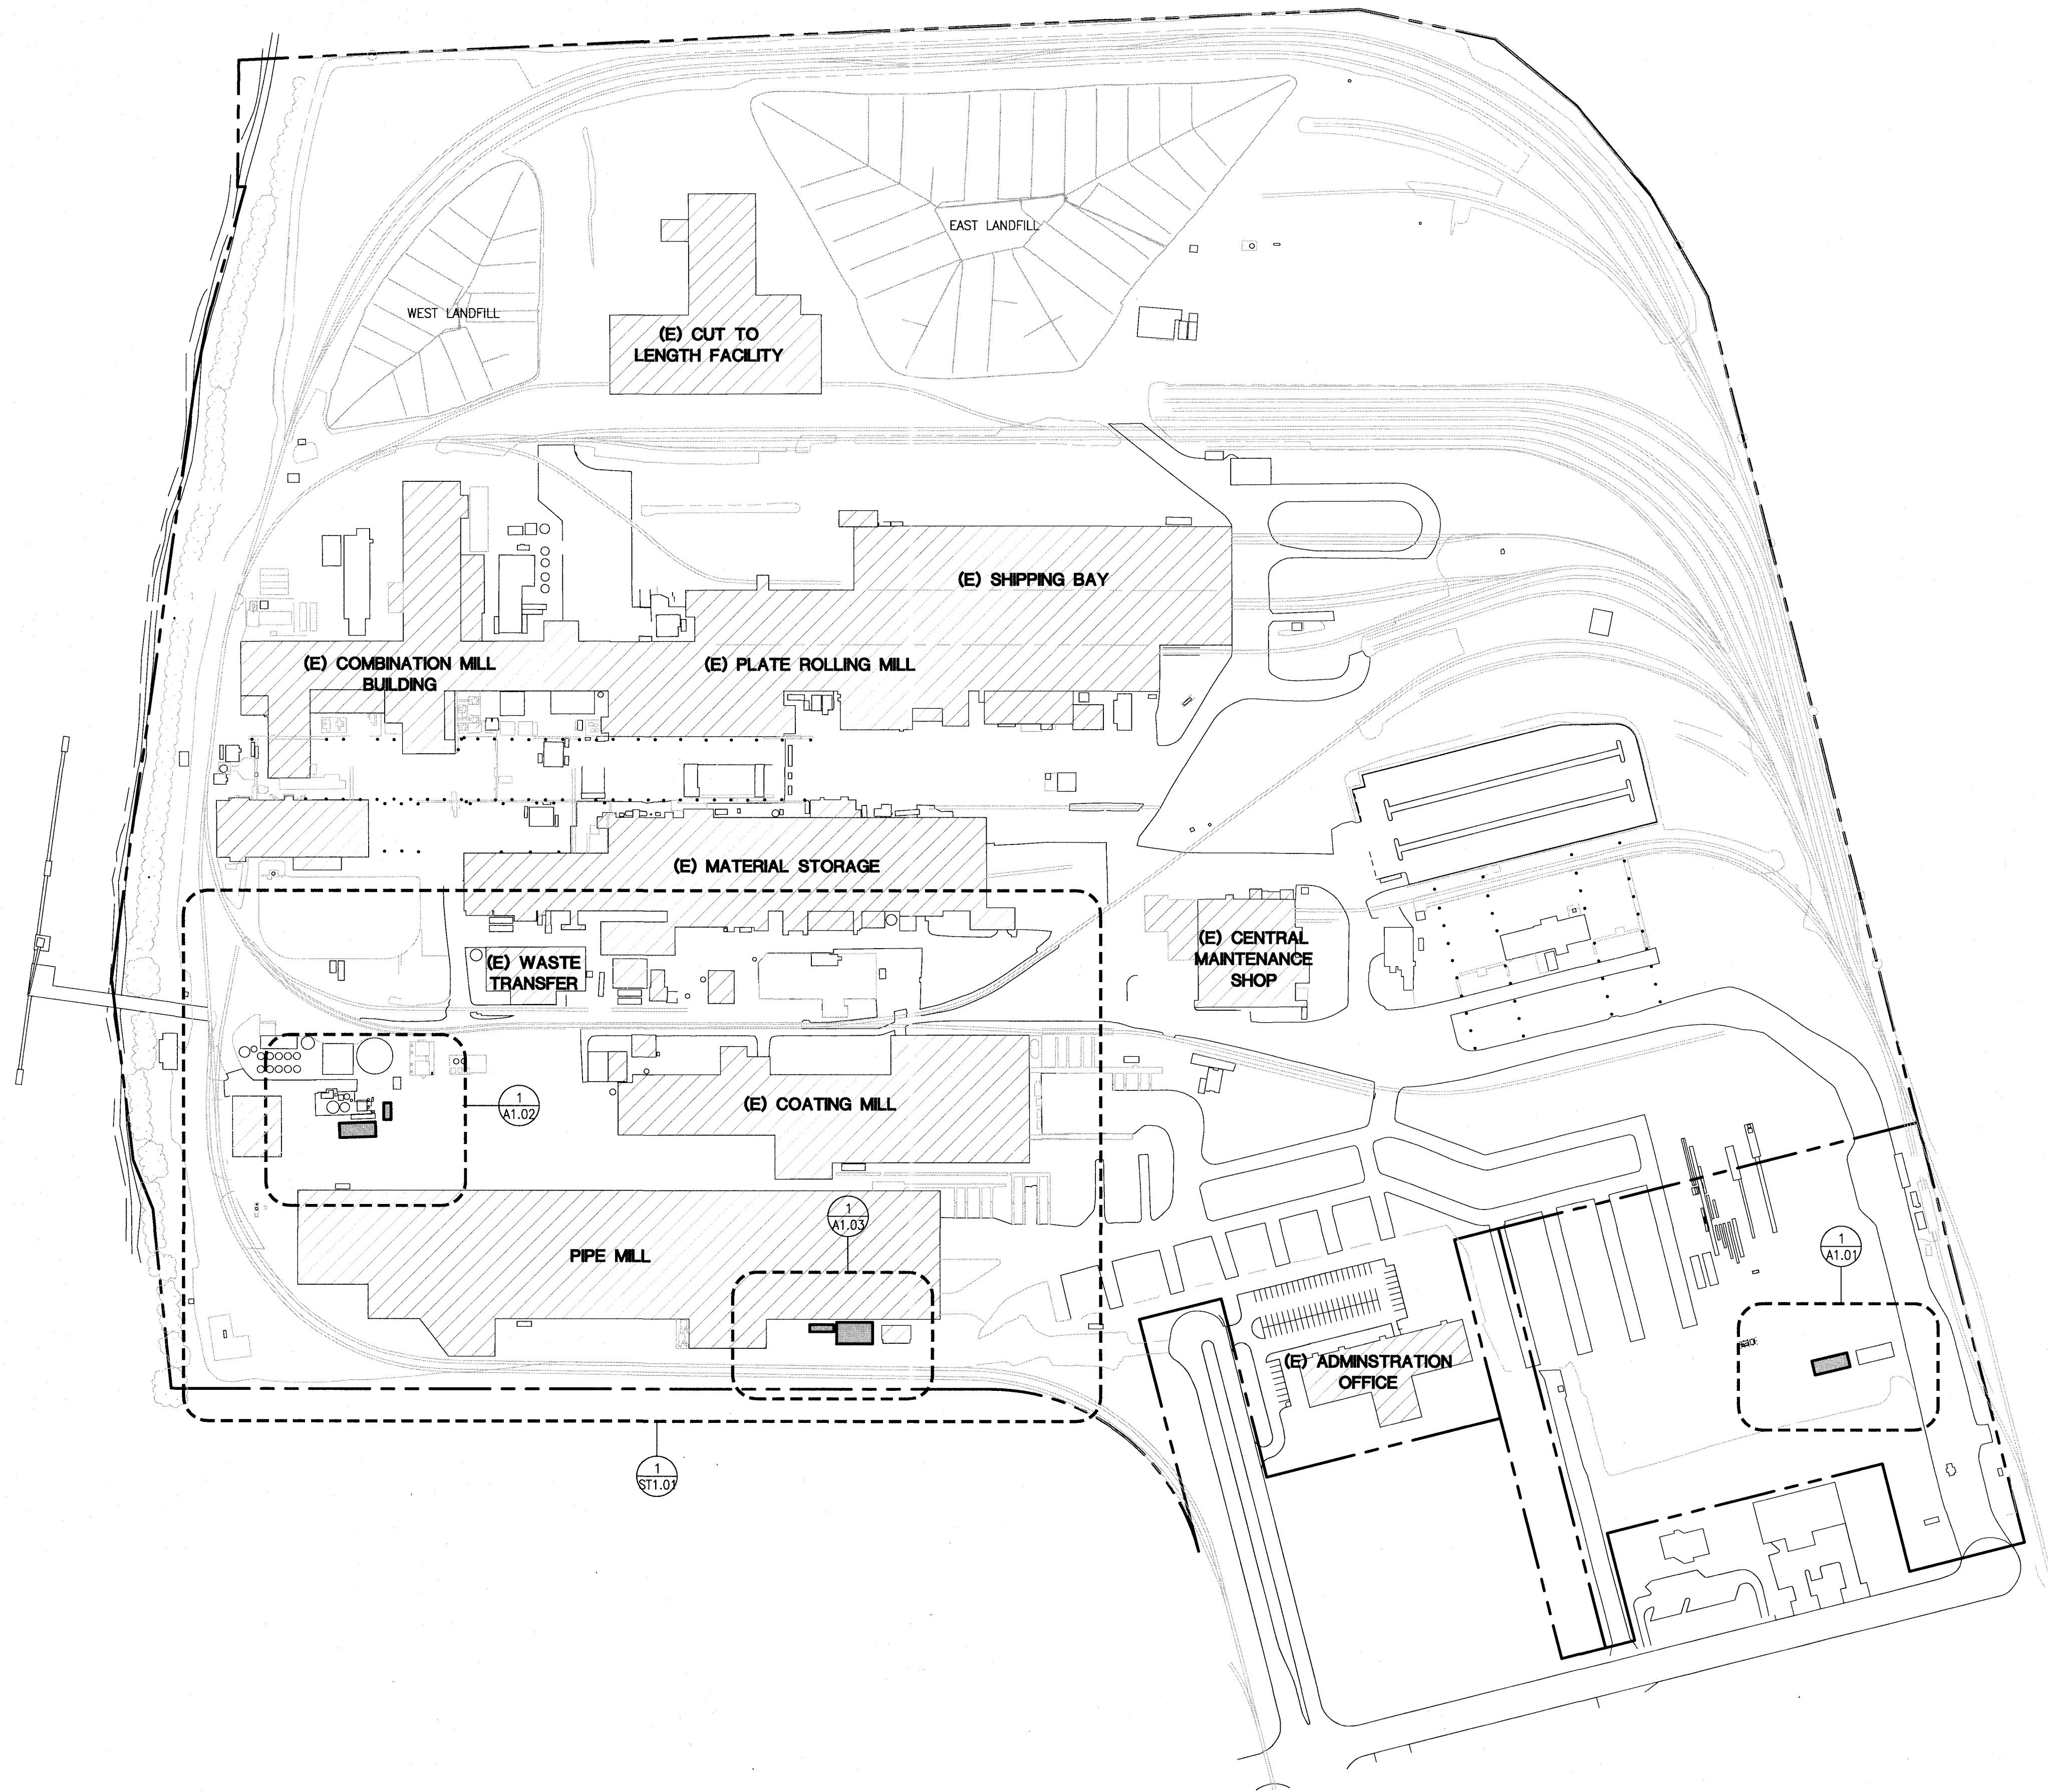 EAST LANDFILL
WEST LANDFILL
(E) CUT TO
LENGTH FACILITY
(E) SHIPPING BAY
(E) COMBINATION MILL
BUILDING
(E) PLATE ROLLING MILL
(E) MATERIAL STORAGE
(E) WASTE
TRANSFER
(E) CENTRAL
MAINTENANCE
SHOP
1
A1.02
(E) COATING MILL
1
A1.03
PIPE MILL
1
A1.01
(E) ADMINSTRATION
OFFICE
1
ST1.01